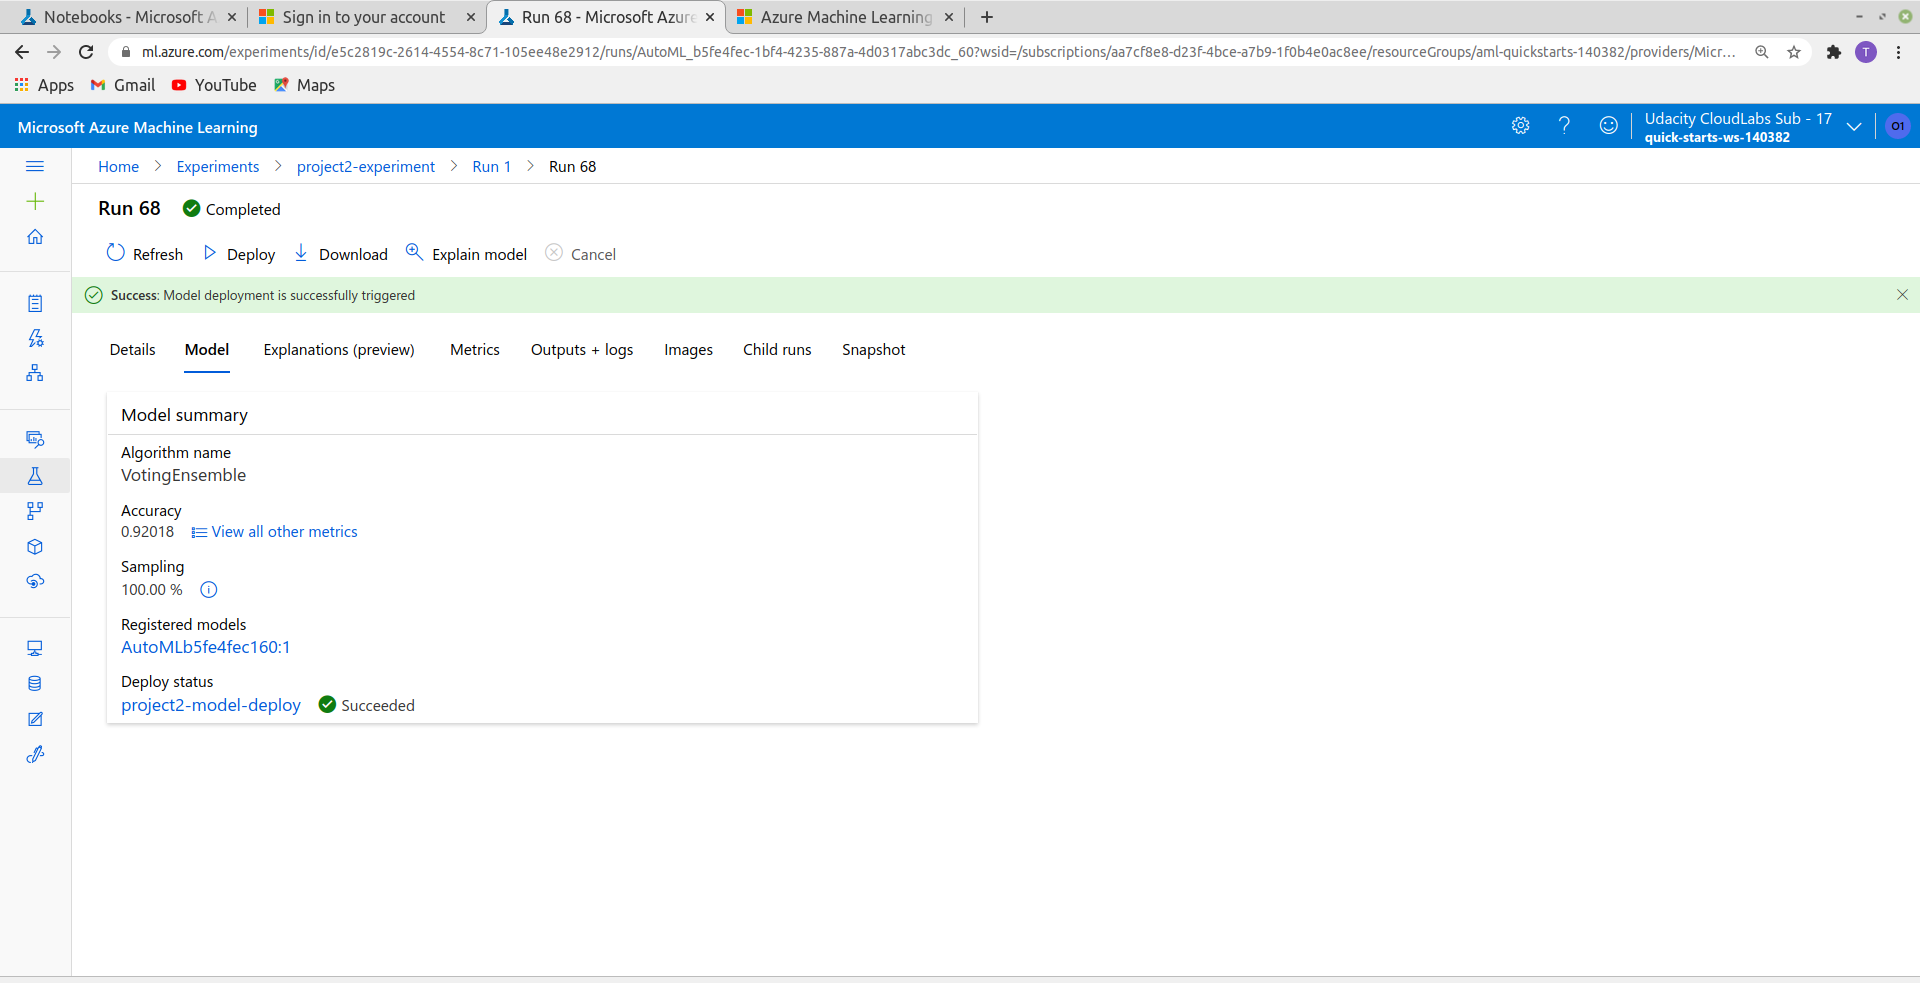 Notebooks - Microsoft A
Sign in to your account
Run 68 - Microsoft Azure
Azure Machine Learning
ml.azure.com/experiments/id/e5c2819c-2614-4554-8c71-105ee48e2912/runs/AutoML_b5fe4fec-1bf4-4235-887a-4d0317abc3dc_60?wsid=/subscriptions/aa7cf8e8-d23f-4bce-a7b9-1f0b4e0ac8ee/resourceGroups/aml-quickstarts-140382/providers/Micr...
T
Apps
Gmail
YouTube
Maps
Microsoft Azure Machine Learning
Udacity CloudLabs Sub - 17
quick-starts-ws-140382
O1
Home > Experiments > project2-experiment > Run 1 > Run 68
Run 68
Completed
Refresh
Deploy
Download
Explain model
Cancel
Success: Model deployment is successfully triggered
Details
Model
Explanations (preview)
Metrics
Outputs + logs
Images
Child runs
Snapshot
Model summary
Algorithm name
VotingEnsemble
Accuracy
0.92018 View all other metrics
Sampling
100.00 %
Registered models
AutoMLb5fe4fec160:1
Deploy status
project2-model-deploy Succeeded